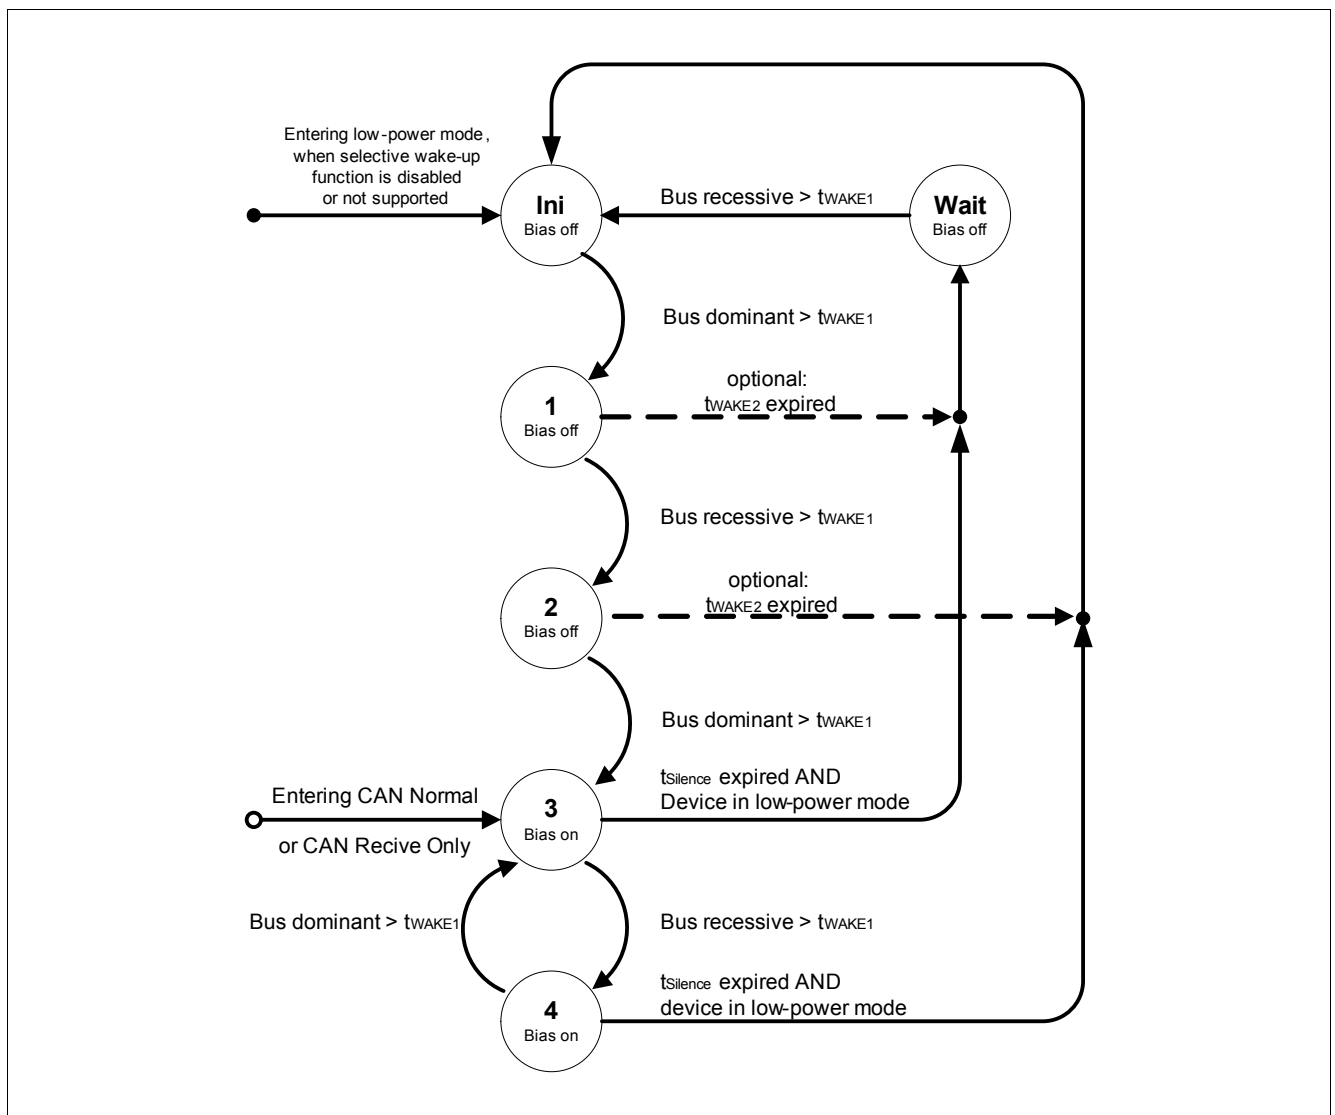 Entering low-power mode,
when selective wake-up
function is disabled
or not supported
Ini
Bias off
Bus recessive > tWAKE1
Wait
Bias off
Bus dominant > tWAKE1
optional:
tWAKE2 expired
1
Bias off
Bus recessive > tWAKE1
optional:
tWAKE2 expired
2
Bias off
Bus dominant > tWAKE1
tSilence expired AND
Device in low-power mode
Entering CAN Normal
or CAN Recive Only
3
Bias on
Bus dominant > tWAKE1
Bus recessive > tWAKE1
tSilence expired AND
device in low-power mode
4
Bias on